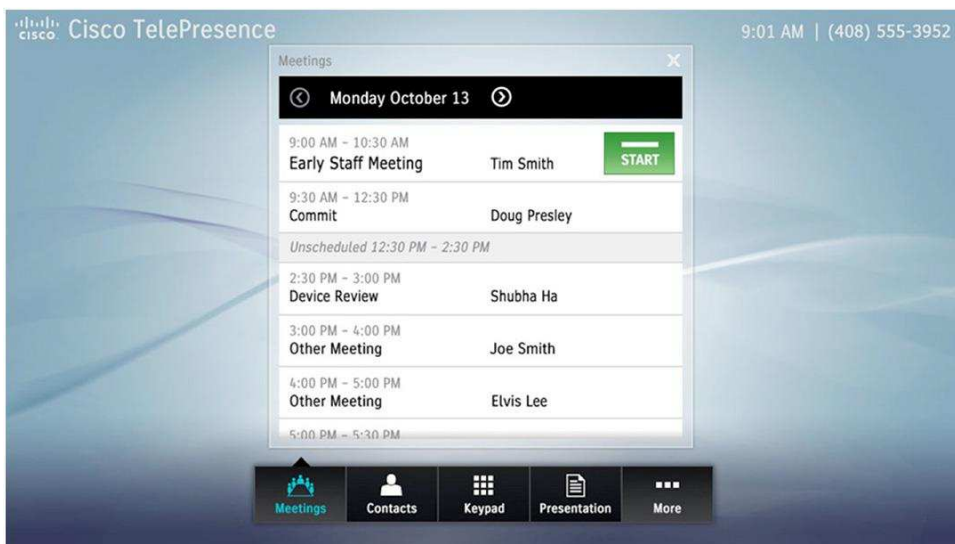 cisco Cisco TelePresence
9:01 AM | (408) 555-3952
Meetings X
Monday October 13
9:00 AM - 10:30 AM
Early Staff Meeting Tim Smith START
9:30 AM - 12:30 PM
Commit Doug Presley
Unscheduled 12:30 PM - 2:30 PM
2:30 PM - 3:00 PM
Device Review Shubha Ha
3:00 PM - 4:00 PM
Other Meeting Joe Smith
4:00 PM - 5:00 PM
Other Meeting Elvis Lee
5:00 PM - 5:30 PM
Meetings Contacts Keypad Presentation More